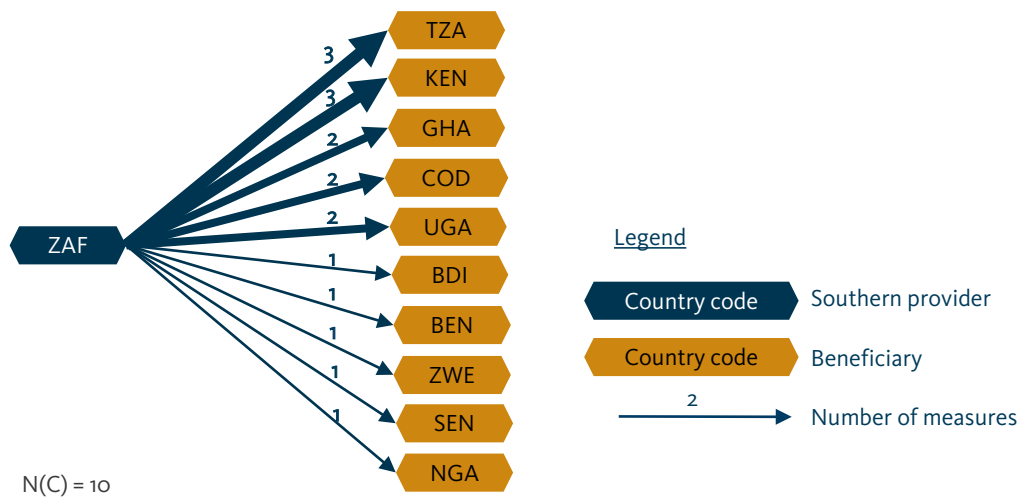 3
TZA
3
KEN
2
GHA
2
COD
2
UGA
ZAF
1
BDI
1
BEN
1
ZWE
1
SEN
1
NGA
N(C) = 10
Legend
Country code
Southern provider
Country code
Beneficiary
2
Number of measures